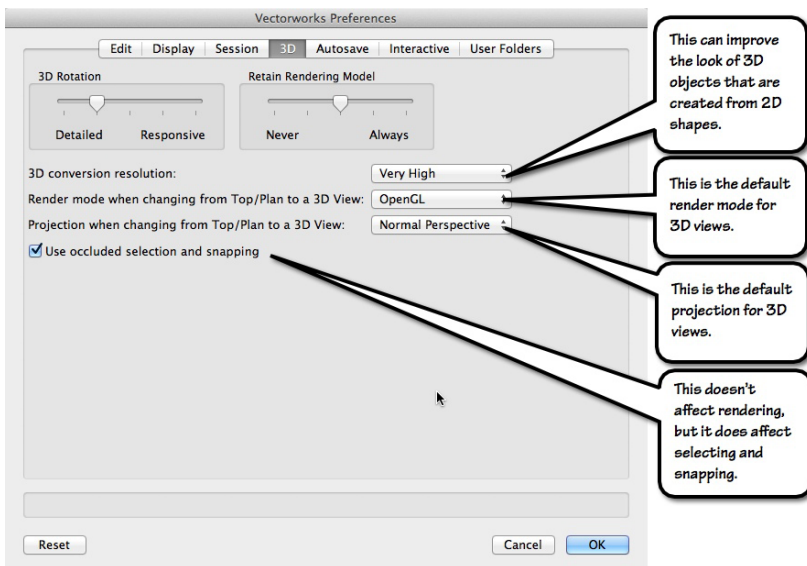 Vectorworks Preferences
Edit Display Session 3D Autosave Interactive User Folders
3D Rotation
Detailed Responsive
Retain Rendering Model
Never Always
3D conversion resolution: Very High
Render mode when changing from Top/Plan to a 3D View: OpenGL
Projection when changing from Top/Plan to a 3D View: Normal Perspective
Use occluded selection and snapping
Reset Cancel OK
This can improve
the look of 3D
objects that are
created from 2D
shapes.
This is the default
render mode for
3D views.
This is the default
projection for 3D
views.
This doesn't
affect rendering,
but it does affect
selecting and
snapping.